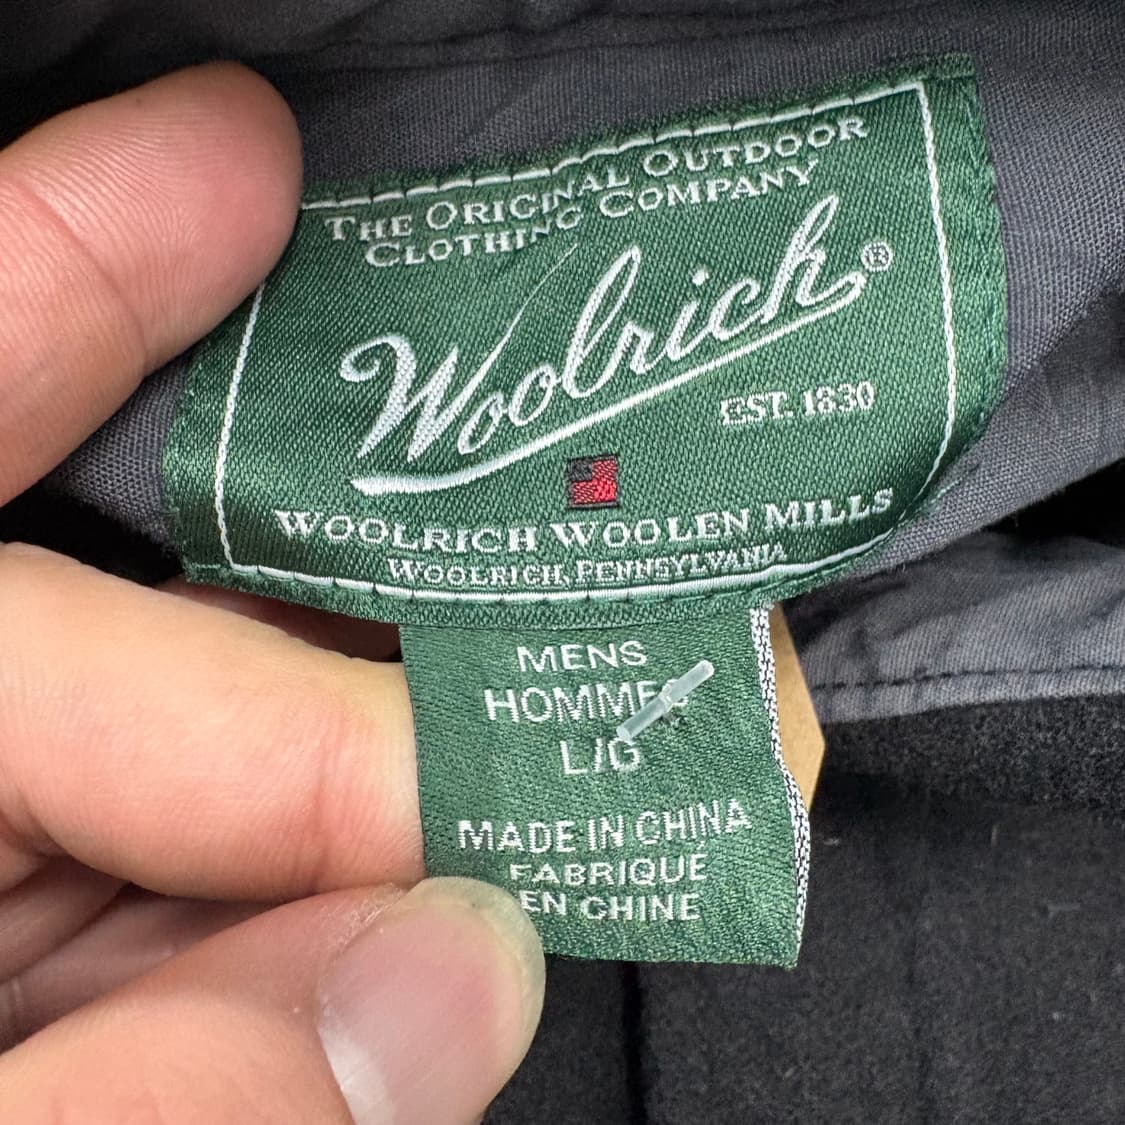 THE ORIGINAL OUTDOOR
CLOTHING COMPANY
Woolrich®
EST. 1830
WOOLRICH WOOLEN MILLS
WOOLRICH, PENNSYLVANIA
MENS
HOMMES
L/G
MADE IN CHINA
FABRIQUÉ
EN CHINE